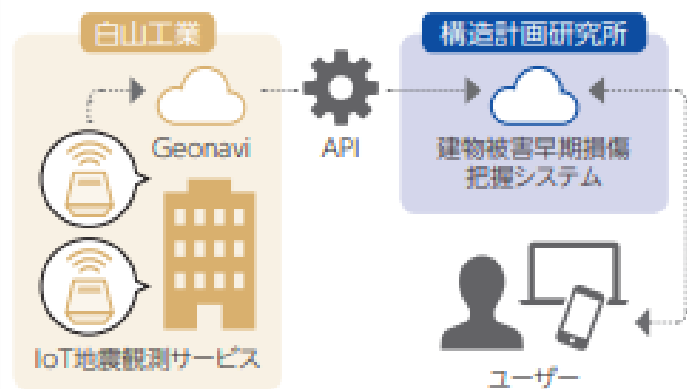 白山工業
構造計画研究所
Geonavi
API
建物被害早期損傷
把握システム
IoT地震観測サービス
ユーザー